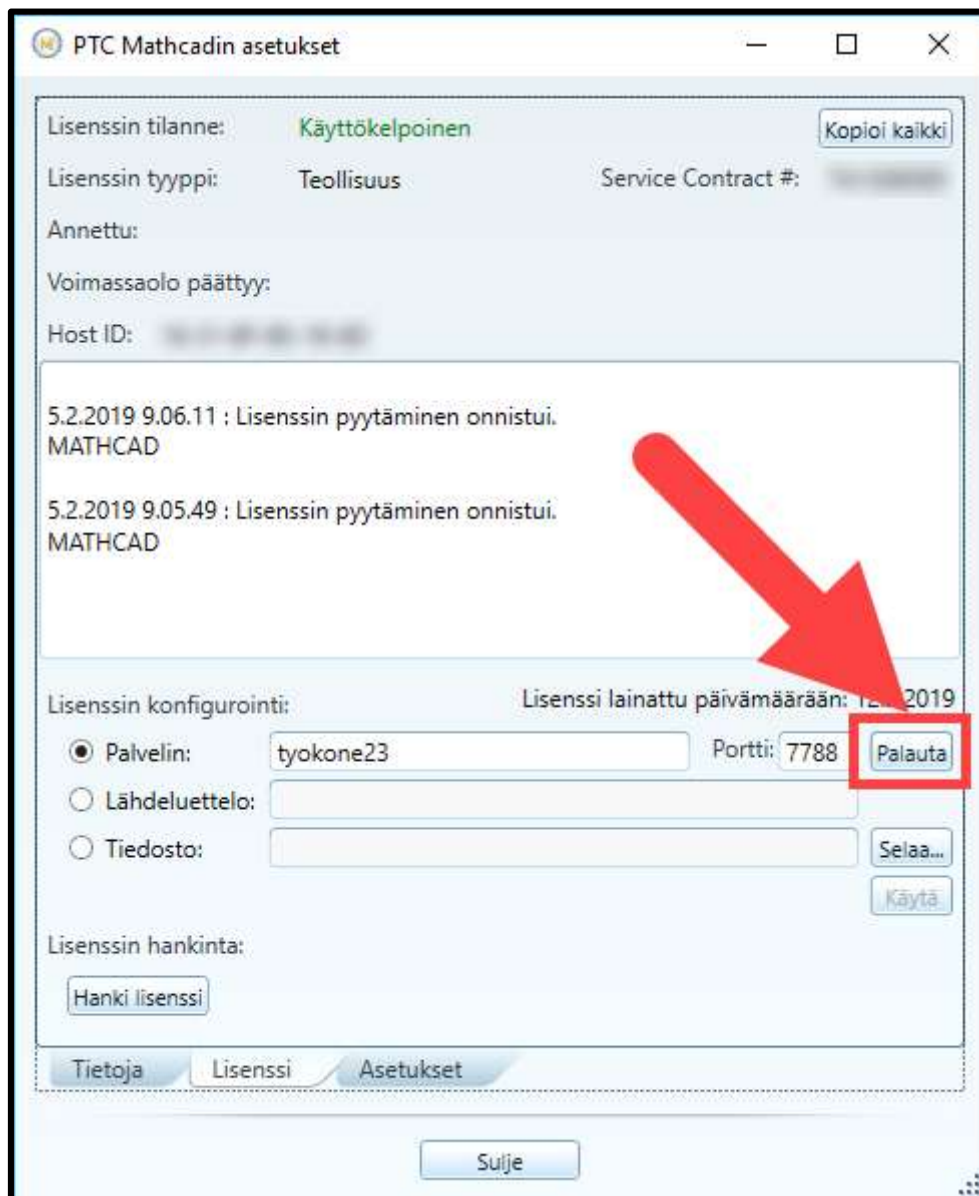 PTC Mathcadin asetukset
Lisenssin tilanne: Käyttökelpoinen Kopioi kaikki
Lisenssin tyyppi: Teollisuus Service Contract #:
Annettu:
Voimassaolo päättyy:
Host ID:
5.2.2019 9.06.11 : Lisenssin pyytäminen onnistui.
MATHCAD
5.2.2019 9.05.49 : Lisenssin pyytäminen onnistui.
MATHCAD
Lisenssin konfigurointi: Lisenssi lainattu päivämäärään: 2019
Palvelin: tyokone23 Portti: 7788 Palauta
Lähdeluettelo:
Tiedosto: Selaa...
Käytä
Lisenssin hankinta:
Hanki lisenssi
Tietoja Lisenssi Asetukset
Sulje